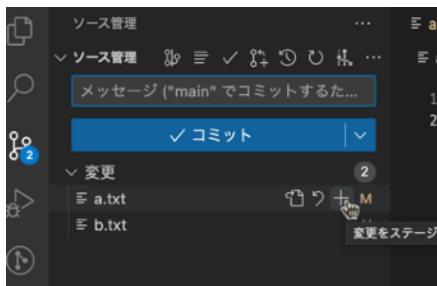 ソース管理
ソース管理
メッセージ ("main" でコミットするた...
コミット
変更 2
a.txt M
b.txt
変更をステージ
a
1
2
2